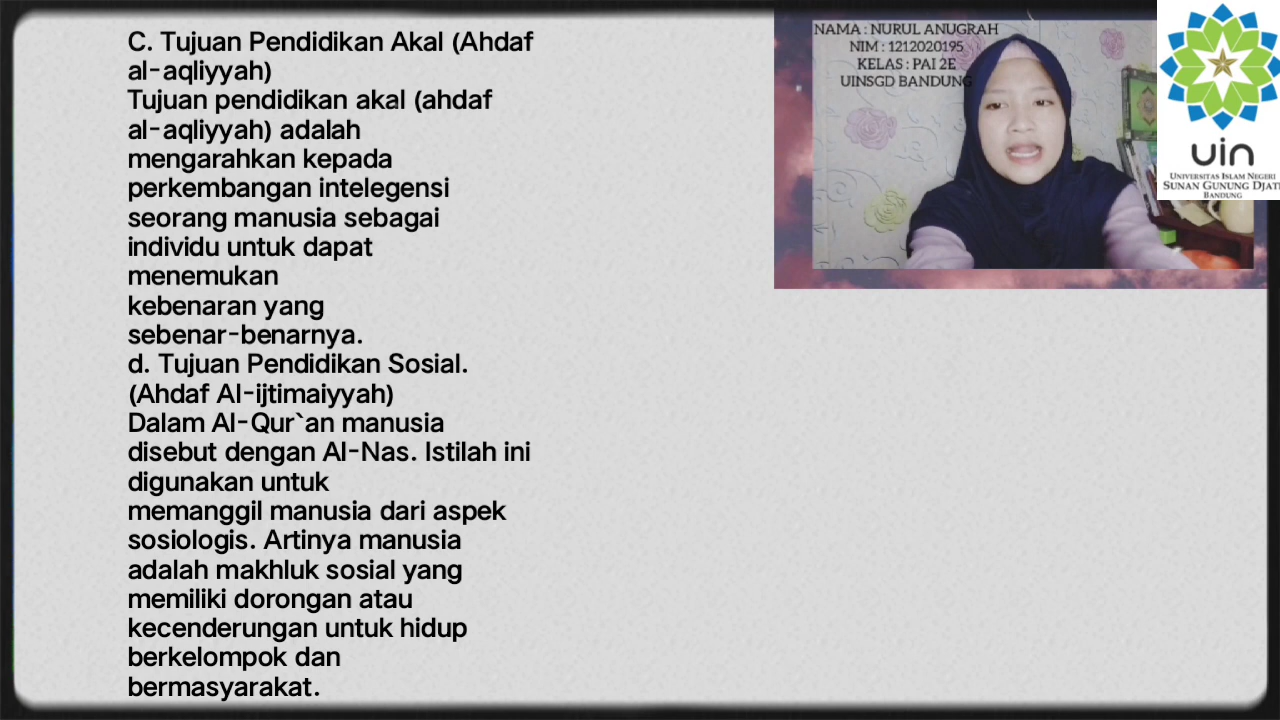 C. Tujuan Pendidikan Akal (Ahdaf
al-aqliyyah)
Tujuan pendidikan akal (ahdaf
al-aqliyyah) adalah
mengarahkan kepada
perkembangan intelegensi
seorang manusia sebagai
individu untuk dapat
menemukan
kebenaran yang
sebenar-benarnya.
d. Tujuan Pendidikan Sosial.
(Ahdaf Al-ijtimaiyyah)
Dalam Al-Qur`an manusia
disebut dengan Al-Nas. Istilah ini
digunakan untuk
memanggil manusia dari aspek
sosiologis. Artinya manusia
adalah makhluk sosial yang
memiliki dorongan atau
kecenderungan untuk hidup
berkelompok dan
bermasyarakat.
NAMA : NURUL ANUGRAH
NIM : 1212020195
KELAS : PAI 2E
UINSGD BANDUNG
uin
UNIVERSITAS ISLAM NEGERI
SUNAN GUNUNG DJATI
BANDUNG